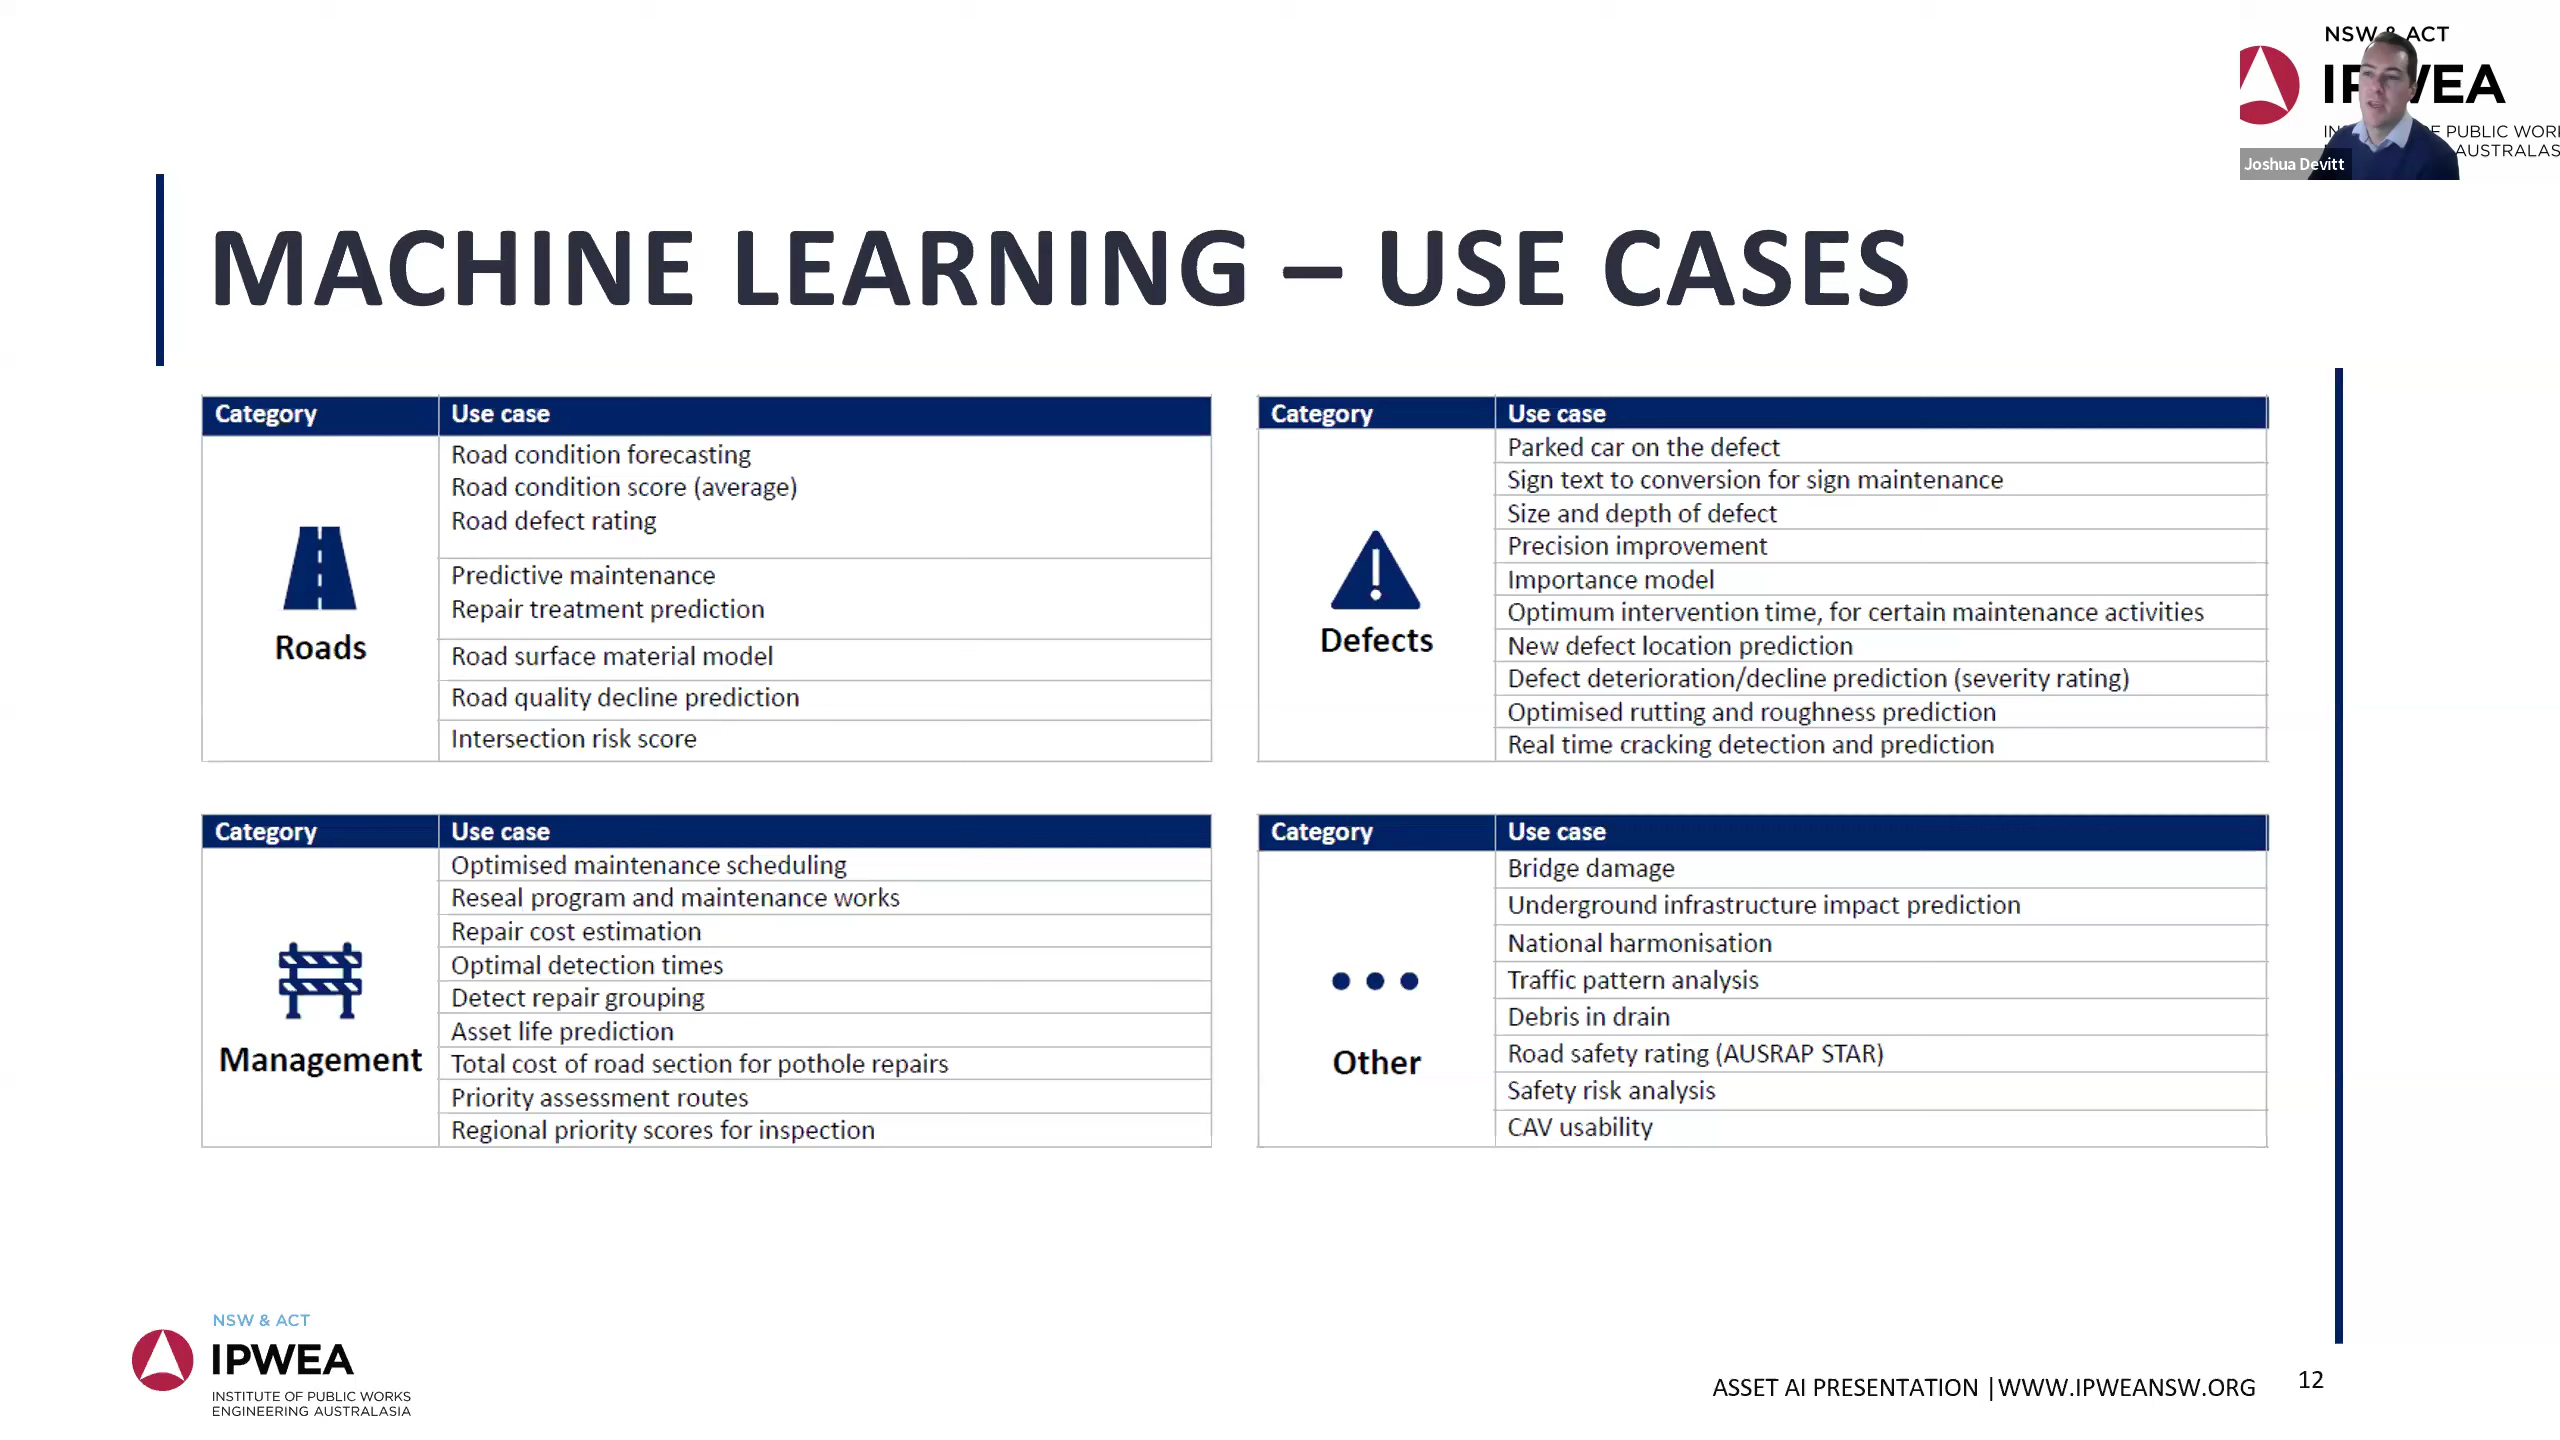 NSW & ACT
EA
PUBLIC WOR
AUSTRALAS
Joshua Devitt
MACHINE LEARNING – USE CASES
Category Use case
Roads
Road condition forecasting
Road condition score (average)
Road defect rating
Predictive maintenance
Repair treatment prediction
Road surface material model
Road quality decline prediction
Intersection risk score
Category Use case
Defects
Parked car on the defect
Sign text to conversion for sign maintenance
Size and depth of defect
Precision improvement
Importance model
Optimum intervention time, for certain maintenance activities
New defect location prediction
Defect deterioration/decline prediction (severity rating)
Optimised rutting and roughness prediction
Real time cracking detection and prediction
Category Use case
Management
Optimised maintenance scheduling
Reseal program and maintenance works
Repair cost estimation
Optimal detection times
Detect repair grouping
Asset life prediction
Total cost of road section for pothole repairs
Priority assessment routes
Regional priority scores for inspection
Category Use case
Other
Bridge damage
Underground infrastructure impact prediction
National harmonisation
Traffic pattern analysis
Debris in drain
Road safety rating (AUSRAP STAR)
Safety risk analysis
CAV usability
NSW & ACT
IPWEA
INSTITUTE OF PUBLIC WORKS
ENGINEERING AUSTRALASIA
ASSET AI PRESENTATION |WWW.IPWEANSW.ORG 12